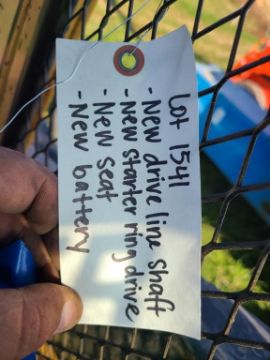 Lot 1541
- New drive line shaft
- New starter ring drive
- New seat
- New battery